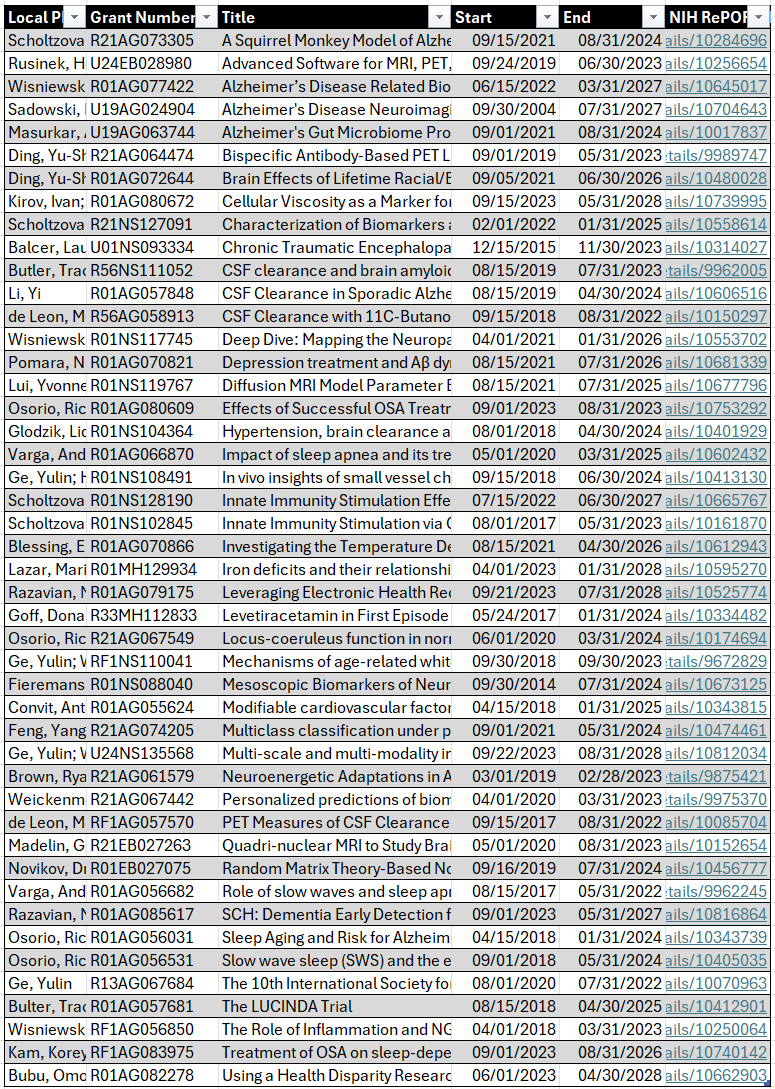 Local P Grant Number Title Start End NIH RePOR
Scholtzova R21AG073305 A Squirrel Monkey Model of Alzhe 09/15/2021 08/31/2024 ails/10284696
Rusinek, H U24EB028980 Advanced Software for MRI, PET, 09/24/2019 06/30/2023 ails/10256654
Wisniewsk R01AG077422 Alzheimer’s Disease Related Bio 06/15/2022 03/31/2027 ails/10645017
Sadowski, U19AG024904 Alzheimer's Disease Neuroimagi 09/30/2004 07/31/2027 ails/10704643
Masurkar, U19AG063744 Alzheimer's Gut Microbiome Pro 09/01/2021 08/31/2024 ails/10017837
Ding, Yu-Sh R21AG064474 Bispecific Antibody-Based PET L 09/01/2019 05/31/2023 etails/9989747
Ding, Yu-Sh R01AG072644 Brain Effects of Lifetime Racial/E 09/05/2021 06/30/2026 ails/10480028
Kirov, Ivan; R01AG080672 Cellular Viscosity as a Marker for 09/15/2023 05/31/2028 ails/10739995
Scholtzova R21NS127091 Characterization of Biomarkers a 02/01/2022 01/31/2025 ails/10558614
Balcer, Lau U01NS093334 Chronic Traumatic Encephalopa 12/15/2015 11/30/2023 ails/10314027
Butler, Trac R56NS111052 CSF clearance and brain amyloid 08/15/2019 07/31/2023 etails/9962005
Li, Yi R01AG057848 CSF Clearance in Sporadic Alzhe 08/15/2019 04/30/2024 ails/10606516
de Leon, M R56AG058913 CSF Clearance with 11C-Butano 09/15/2018 08/31/2022 ails/10150297
Wisniewsk R01NS117745 Deep Dive: Mapping the Neuropa 04/01/2021 01/31/2026 ails/10553702
Pomara, N R01AG070821 Depression treatment and Aβ dy 08/15/2021 07/31/2026 ails/10681339
Lui, Yvonne R01NS119767 Diffusion MRI Model Parameter E 08/15/2021 07/31/2025 ails/10677796
Osorio, Ric R01AG080609 Effects of Successful OSA Treatr 09/01/2023 08/31/2023 ails/10753292
Glodzik, Lid R01NS104364 Hypertension, brain clearance a 08/01/2018 04/30/2024 ails/10401929
Varga, And R01AG066870 Impact of sleep apnea and its tre 05/01/2020 03/31/2025 ails/10602432
Ge, Yulin; R01NS108491 In vivo insights of small vessel ch 09/15/2018 06/30/2024 ails/10413130
Scholtzova R01NS128190 Innate Immunity Stimulation Effe 07/15/2022 06/30/2027 ails/10665767
Scholtzova R01NS102845 Innate Immunity Stimulation via C 08/01/2017 05/31/2023 ails/10161870
Blessing, E R01AG070866 Investigating the Temperature De 08/15/2021 04/30/2026 ails/10612943
Lazar, Mari R01MH129934 Iron deficits and their relationshi 04/01/2023 01/31/2028 ails/10595270
Razavian, N R01AG079175 Leveraging Electronic Health Rec 09/21/2023 07/31/2028 ails/10525774
Goff, Dona R33MH112833 Levetiracetam in First Episode 05/24/2017 01/31/2024 ails/10334482
Osorio, Ric R21AG067549 Locus-coeruleus function in norr 06/01/2020 03/31/2024 ails/10174694
Ge, Yulin; W RF1NS110041 Mechanisms of age-related whit 09/30/2018 09/30/2023 etails/9672829
Fieremans R01NS088040 Mesoscopic Biomarkers of Neur 09/30/2014 07/31/2024 ails/10673125
Convit, Ant R01AG055624 Modifiable cardiovascular factor 04/15/2018 01/31/2025 ails/10343815
Feng, Yang R21AG074205 Multiclass classification under p 09/01/2021 05/31/2024 ails/10474461
Ge, Yulin; W U24NS135568 Multi-scale and multi-modality ir 09/22/2023 08/31/2028 ails/10812034
Brown, Rya R21AG061579 Neuroenergetic Adaptations in A 03/01/2019 02/28/2023 etails/9875421
Weickenm R21AG067442 Personalized predictions of biom 04/01/2020 03/31/2023 etails/9975370
de Leon, M RF1AG057570 PET Measures of CSF Clearance 09/15/2017 08/31/2022 ails/10085704
Madelin, G R21EB027263 Quadri-nuclear MRI to Study Brai 05/01/2020 08/31/2023 ails/10152654
Novikov, D R01EB027075 Random Matrix Theory-Based No 09/16/2019 07/31/2024 ails/10456777
Varga, And R01AG056682 Role of slow waves and sleep apr 08/15/2017 05/31/2022 etails/9962245
Razavian, N R01AG085617 SCH: Dementia Early Detection f 09/01/2023 05/31/2027 ails/10816864
Osorio, Ric R01AG056031 Sleep Aging and Risk for Alzheim 04/15/2018 01/31/2024 ails/10343739
Osorio, Ric R01AG056531 Slow wave sleep (SWS) and the e 09/01/2018 05/31/2024 ails/10405035
Ge, Yulin R13AG067684 The 10th International Society fo 08/01/2020 07/31/2022 ails/10070963
Bulter, Trac R01AG057681 The LUCINDA Trial 08/15/2018 04/30/2025 ails/10412901
Wisniewsk RF1AG056850 The Role of Inflammation and NG 04/01/2018 03/31/2023 ails/10250064
Kam, Korey RF1AG083975 Treatment of OSA on sleep-depe 09/01/2023 08/31/2026 ails/10740142
Bubu, Omo R01AG082278 Using a Health Disparity Researc 06/01/2023 04/30/2028 ails/10662903